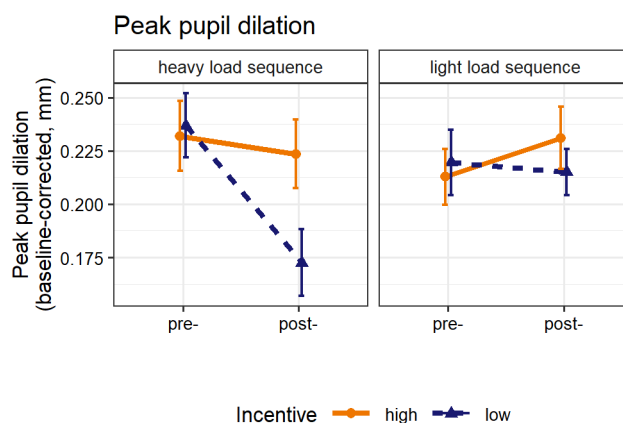 Peak pupil dilation
heavy load sequence
light load sequence
Peak pupil dilation
(baseline-corrected, mm)
0.250
0.225
0.200
0.175
pre-
post-
pre-
post-
Incentive
high
low